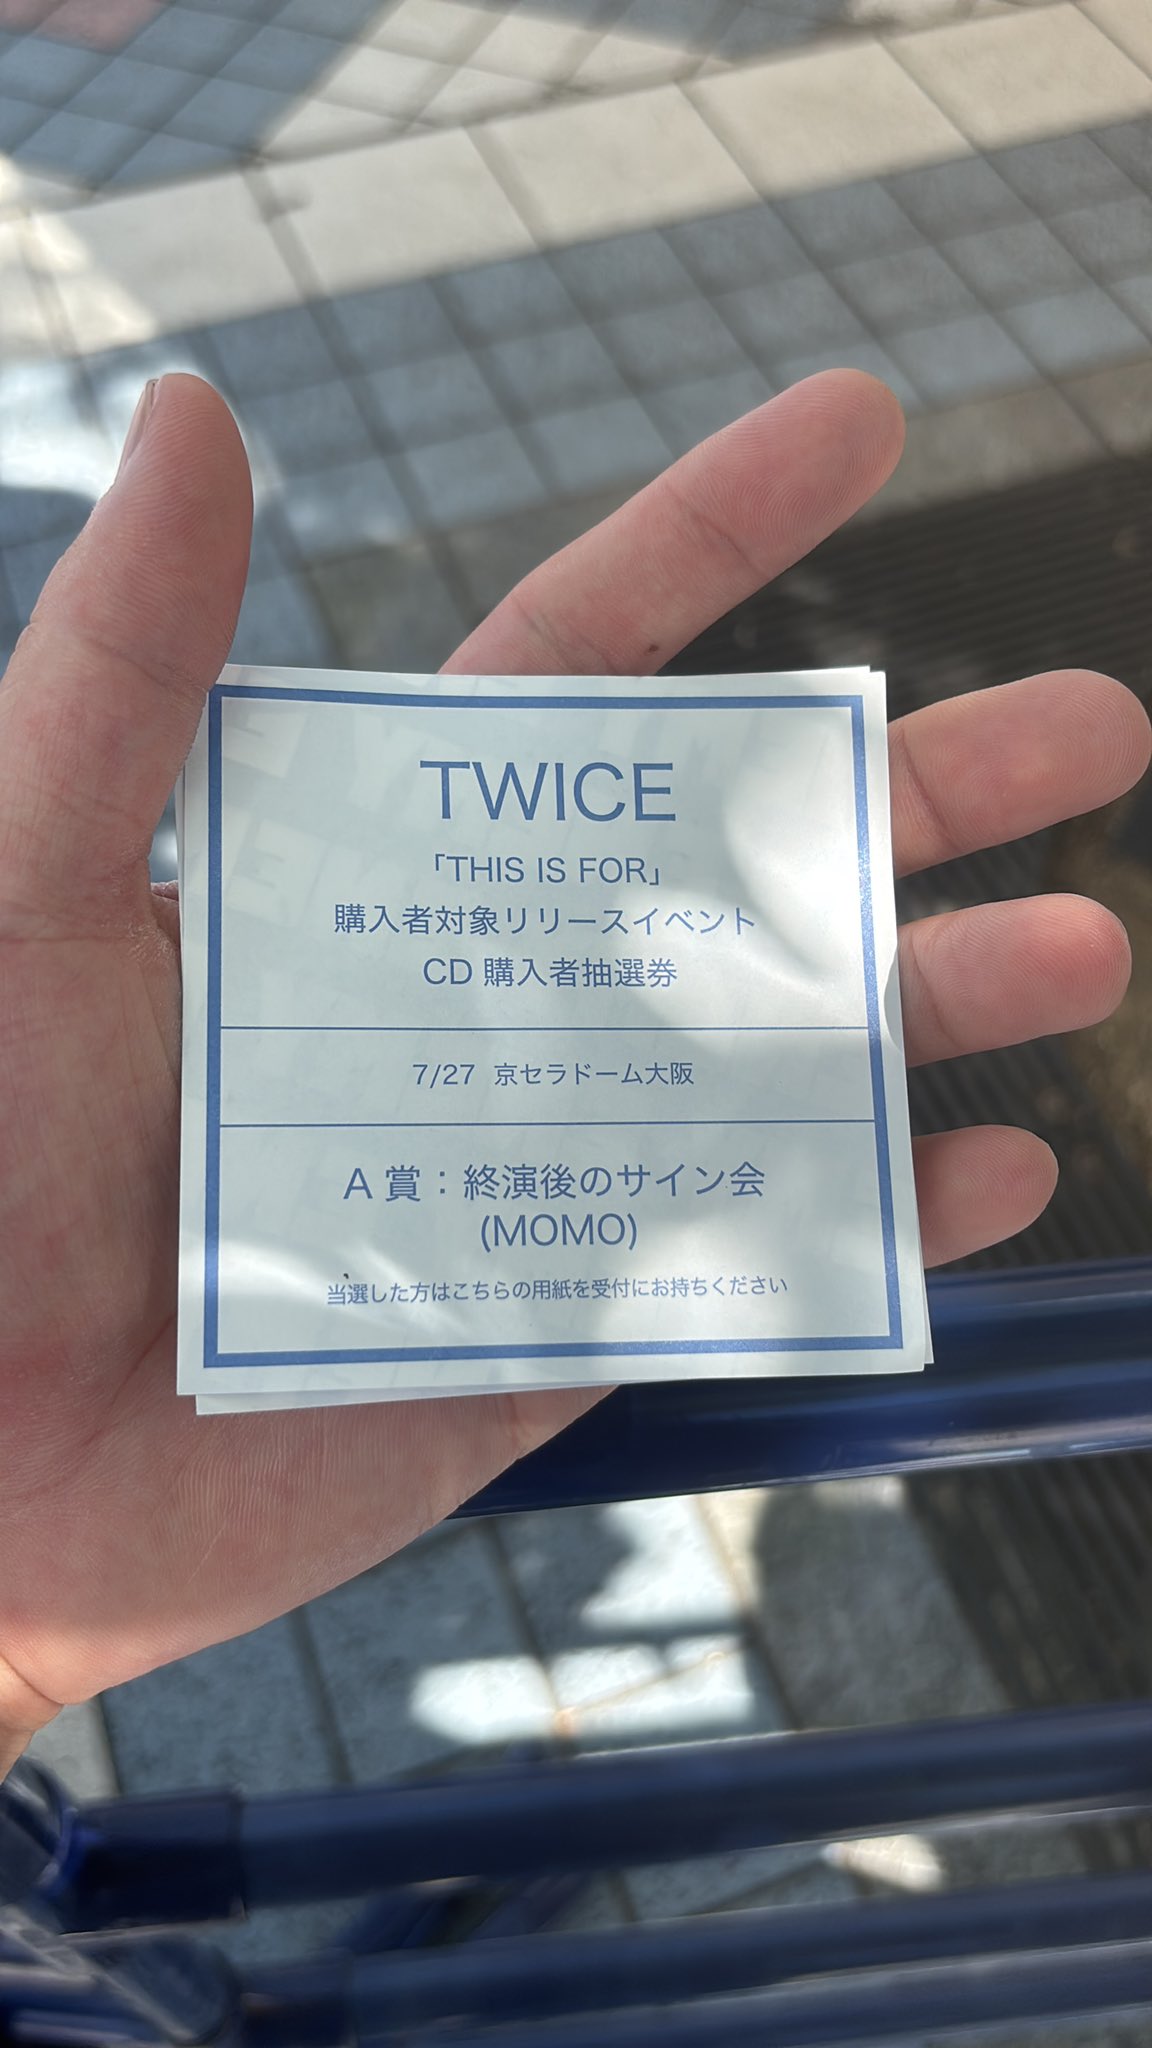 TWICE
「THIS IS FOR」
購入者対象リリースイベント
CD 購入者抽選券
7/27 京セラドーム大阪
A 賞：終演後のサイン会
(MOMO)
当選した方はこちらの用紙を受付にお持ちください